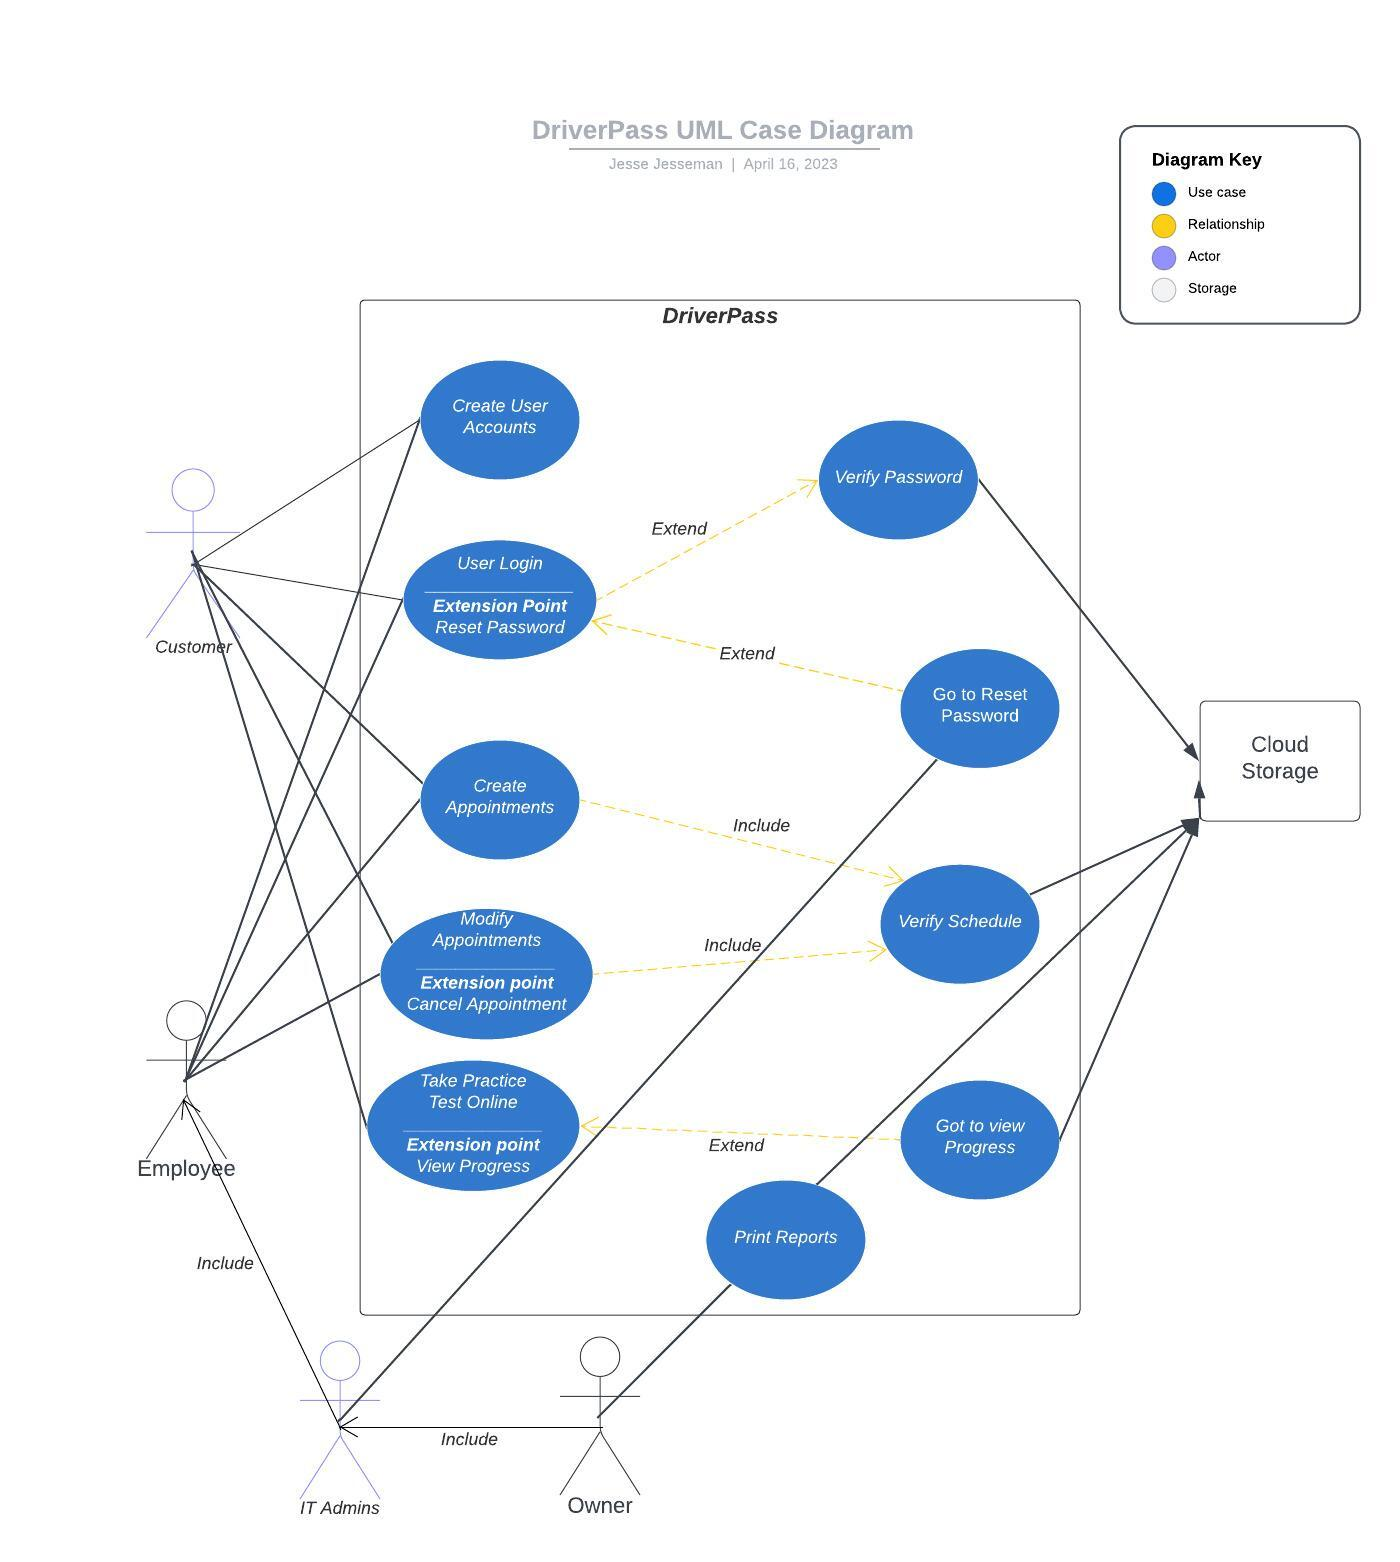 DriverPass UML Case Diagram
Jesse Jesseman | April 16, 2023
Diagram Key
Use case
Relationship
Actor
Storage
DriverPass
Create User
Accounts
Verify Password
Extend
User Login
Extension Point
Reset Password
Customer
Extend
Go to Reset
Password
Cloud
Storage
Create
Appointments
Include
Modify
Appointments
Extension point
Cancel Appointment
Include
Verify Schedule
Take Practice
Test Online
Extension point
View Progress
Extend
Got to view
Progress
Employee
Print Reports
Include
Include
IT Admins
Owner